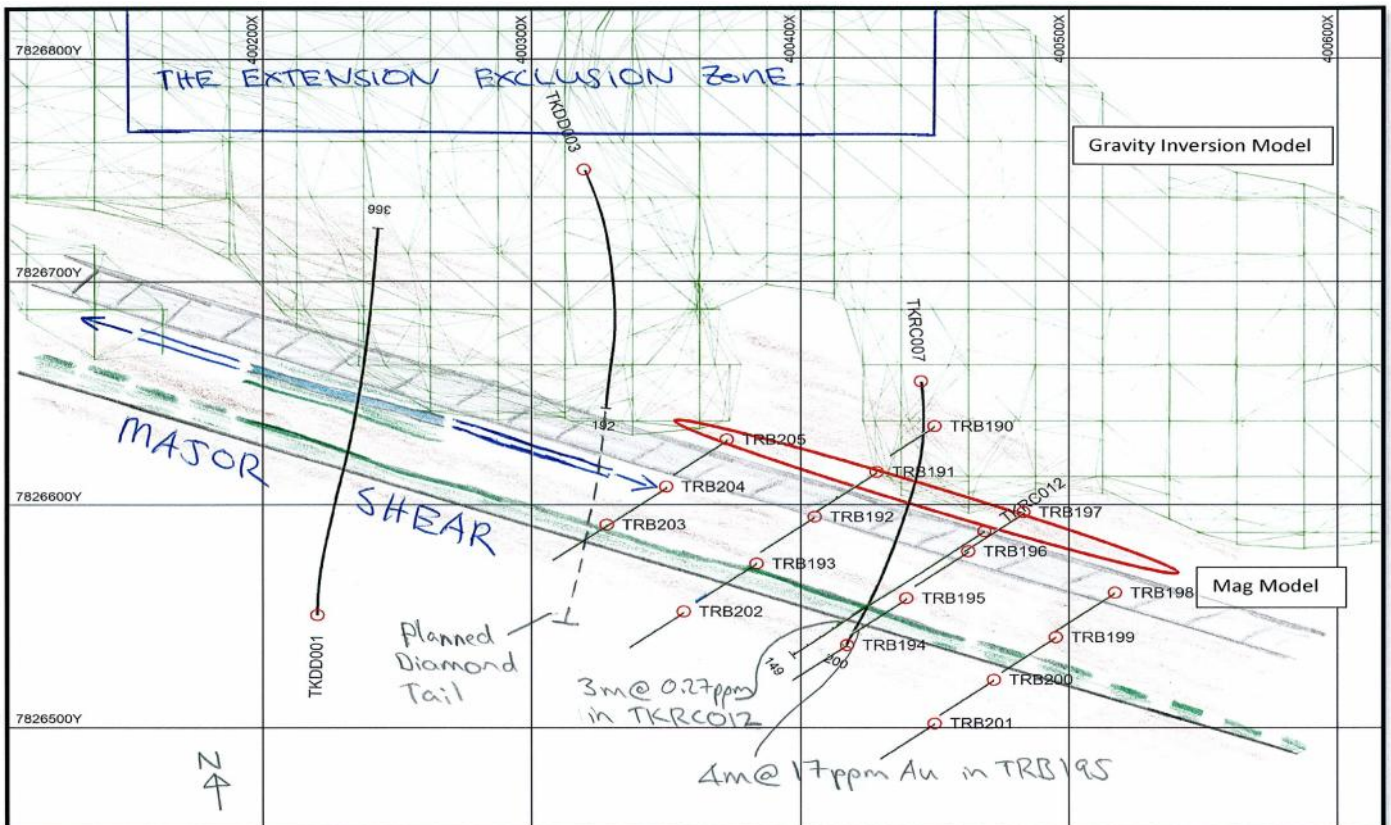 400200X
400300X
400400X
400500X
400600X
7826800Y
THE EXTENSION EXCLUSION ZONE.
TKDD003
Gravity Inversion Model
366
7826700Y
TKRC007
192
TRB190
TRB205
TRB191
TRB204
TKRC012
TRB197
7826600Y
MAJOR SHEAR
TRB203
TRB192
TRB196
TRB193
TRB198
Mag Model
TRB202
TRB195
TKDD001
Planned
Diamond
Tail
TRB199
TRB194
149
200
TRB200
3m@ 0.27ppm
in TKRC012
7826500Y
TRB201
N
4m@ 17ppm Au in TRB195